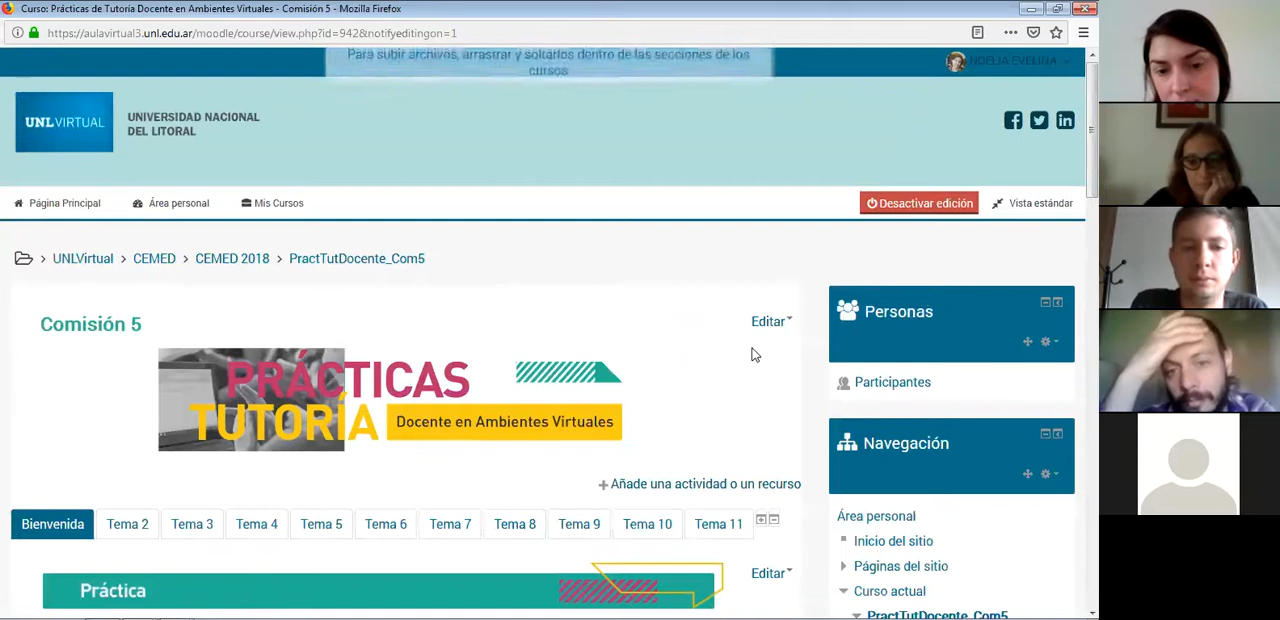 Curso: Prácticas de Tutoría Docente en Ambientes Virtuales - Comisión 5 - Mozilla Firefox
https://aulavirtual3.unl.edu.ar/moodle/course/view.php?id=942&notifyeditingon=1
Para subir archivos, arrastrar y soltarlos dentro de las secciones de los
cursos
NOELIA EVELINA
UNLVIRTUAL
UNIVERSIDAD NACIONAL
DEL LITORAL
Página Principal Área personal Mis Cursos Desactivar edición Vista estándar
UNLVirtual > CEMED > CEMED 2018 > PractTutDocente_Com5
Comisión 5
Editar
PRÁCTICAS
TUTORÍA
Docente en Ambientes Virtuales
Añade una actividad o un recurso
Bienvenida Tema 2 Tema 3 Tema 4 Tema 5 Tema 6 Tema 7 Tema 8 Tema 9 Tema 10 Tema 11
Editar
Práctica
Personas
Participantes
Navegación
Área personal
Inicio del sitio
Páginas del sitio
Curso actual
PractTutDocente_Com5